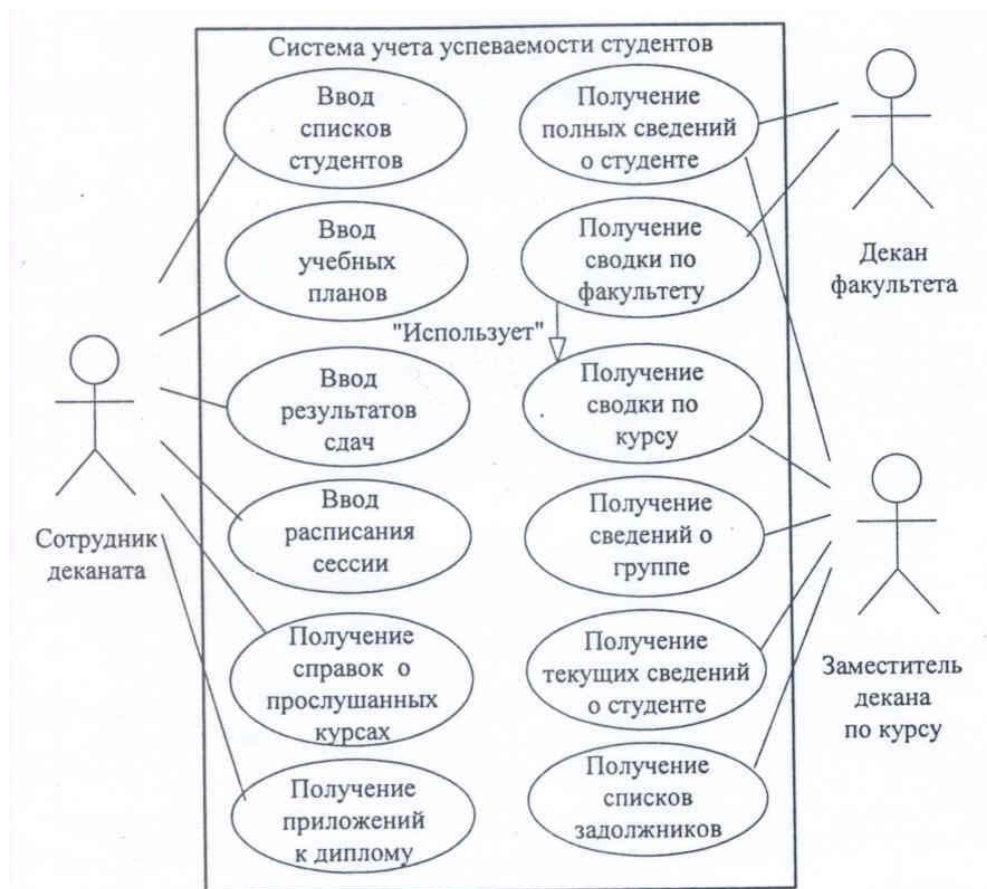 Система учета успеваемости студентов
Ввод
списков
студентов
Получение
полных сведений
о студенте
Декан
факультета
Ввод
учебных
планов
Получение
сводки по
факультету
"Использует"
Ввод
результатов
сдач
Получение
сводки по
курсу
Сотрудник
деканата
Ввод
расписания
сессии
Получение
сведений о
группе
Получение
справок о
прослушанных
курсах
Получение
текущих сведений
о студенте
Заместитель
декана
по курсу
Получение
приложений
к диплому
Получение
списков
задолжников